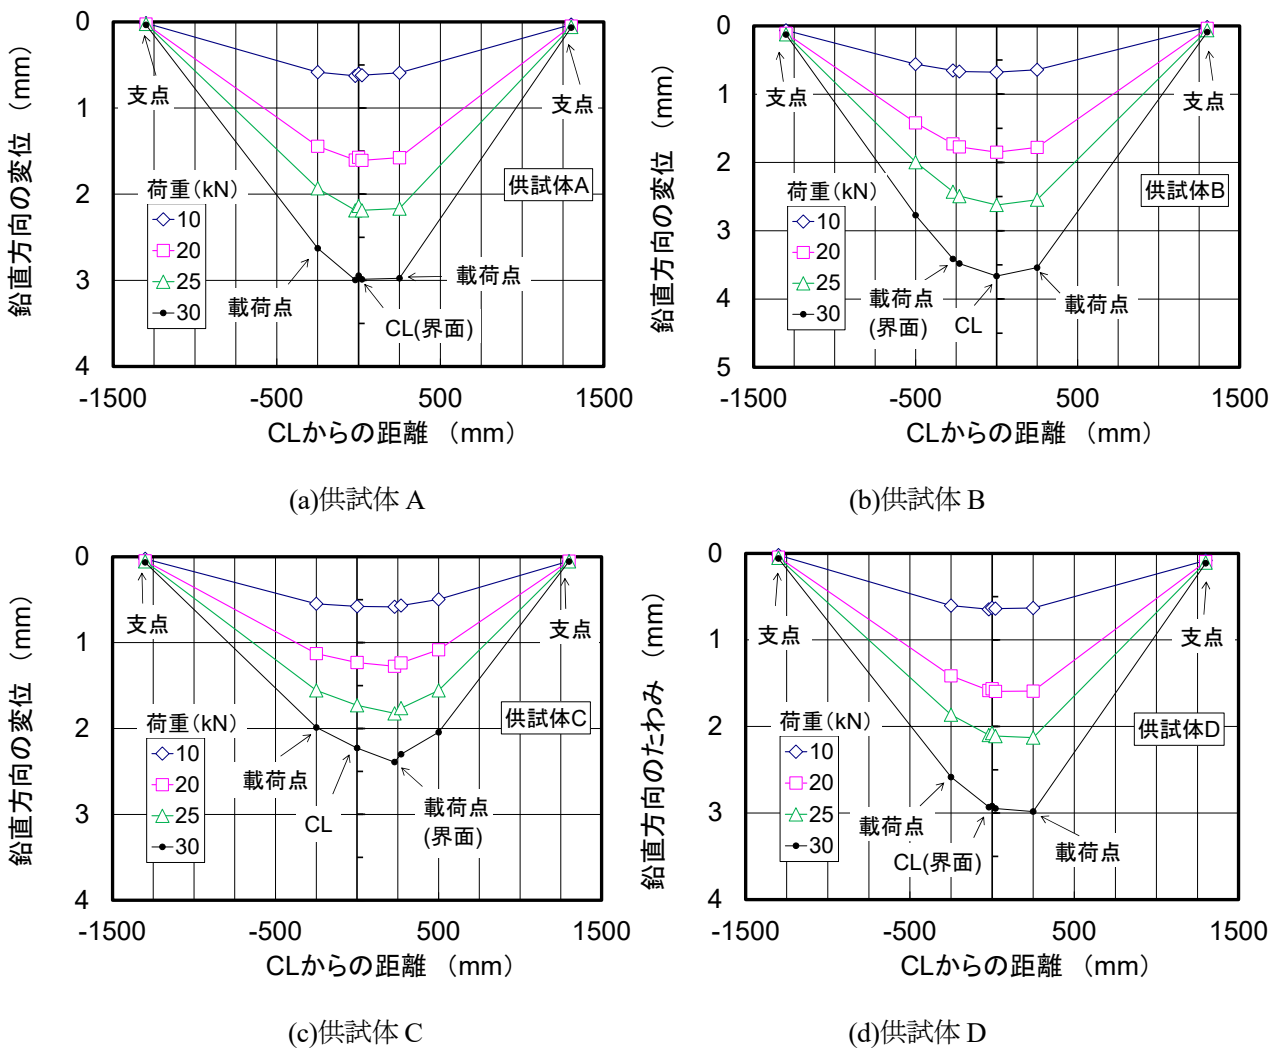 鉛直方向の変位 (mm)
0
1
2
3
4
支点
支点
荷重(kN)
10
20
25
30
供試体A
載荷点
載荷点
CL(界面)
-1500
-500
500
1500
CLからの距離 (mm)
(a)供試体 A
鉛直方向の変位 (mm)
0
1
2
3
4
5
支点
支点
荷重(kN)
10
20
25
30
供試体B
載荷点
(界面)
CL
載荷点
-1500
-500
500
1500
CLからの距離 (mm)
(b)供試体 B
鉛直方向の変位 (mm)
0
1
2
3
4
支点
支点
荷重(kN)
10
20
25
30
供試体C
載荷点
CL
載荷点
(界面)
-1500
-500
500
1500
CLからの距離 (mm)
(c)供試体 C
鉛直方向のたわみ (mm)
0
1
2
3
4
支点
支点
荷重(kN)
10
20
25
30
供試体D
載荷点
CL(界面)
載荷点
-1500
-500
500
1500
CLからの距離 (mm)
(d)供試体 D